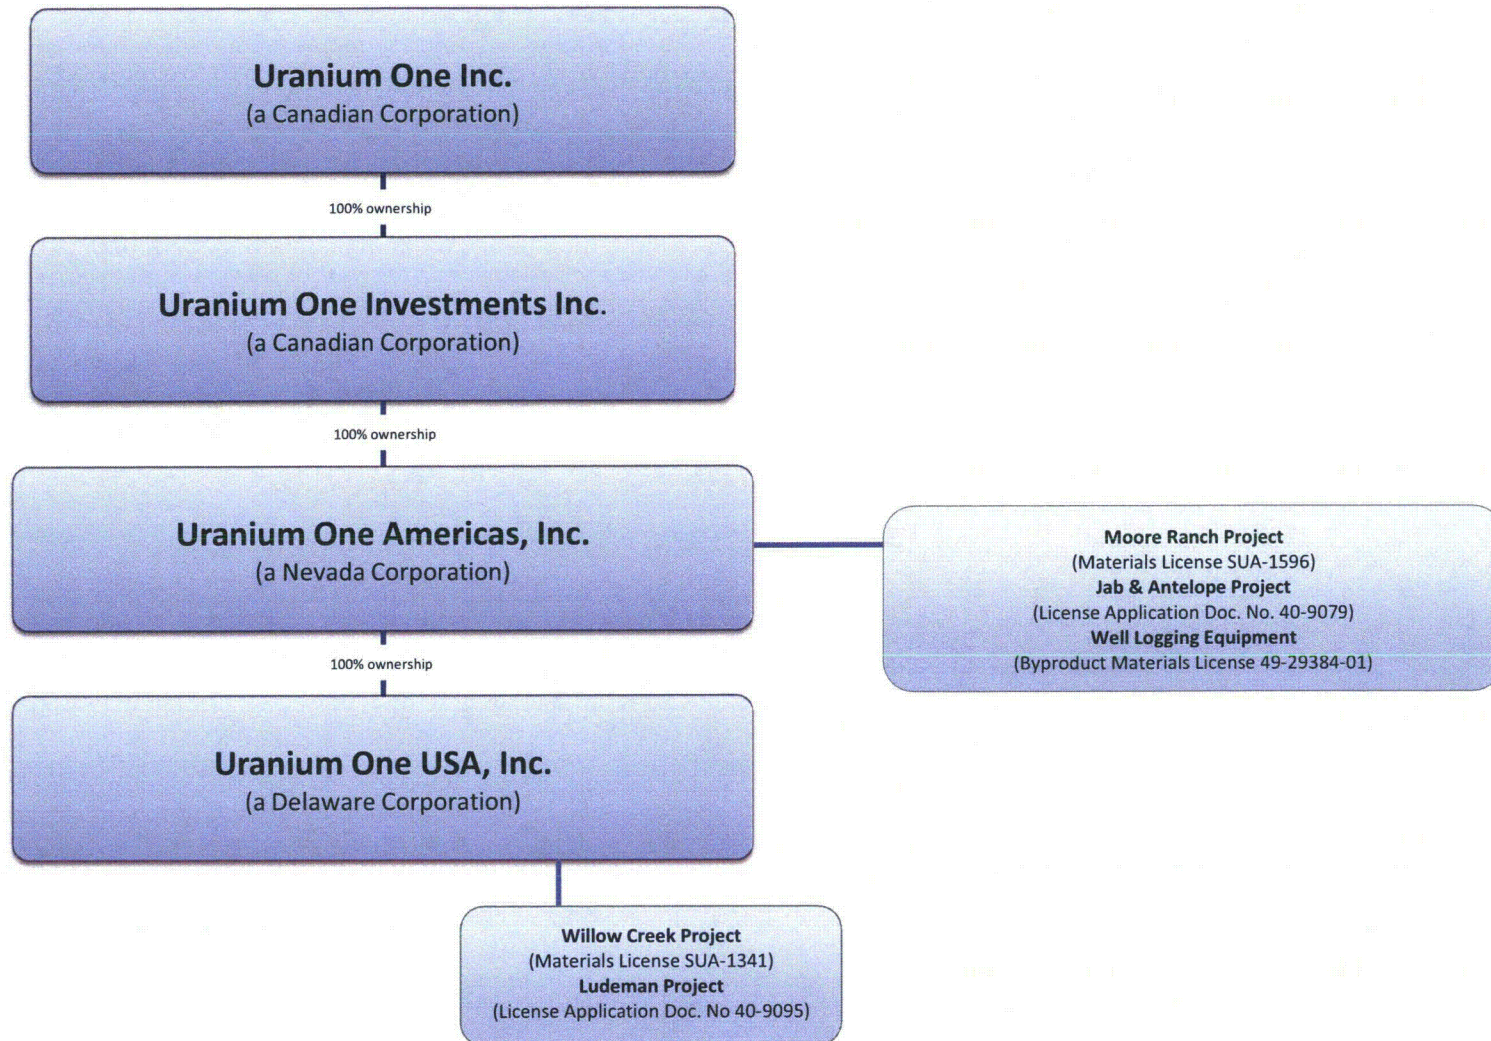 Uranium One Inc.
(a Canadian Corporation)
100% ownership
Uranium One Investments Inc.
(a Canadian Corporation)
100% ownership
Uranium One Americas, Inc.
(a Nevada Corporation)
Moore Ranch Project
(Materials License SUA-1596)
Jab & Antelope Project
(License Application Doc. No. 40-9079)
Well Logging Equipment
(Byproduct Materials License 49-29384-01)
100% ownership
Uranium One USA, Inc.
(a Delaware Corporation)
Willow Creek Project
(Materials License SUA-1341)
Ludeman Project
(License Application Doc. No 40-9095)